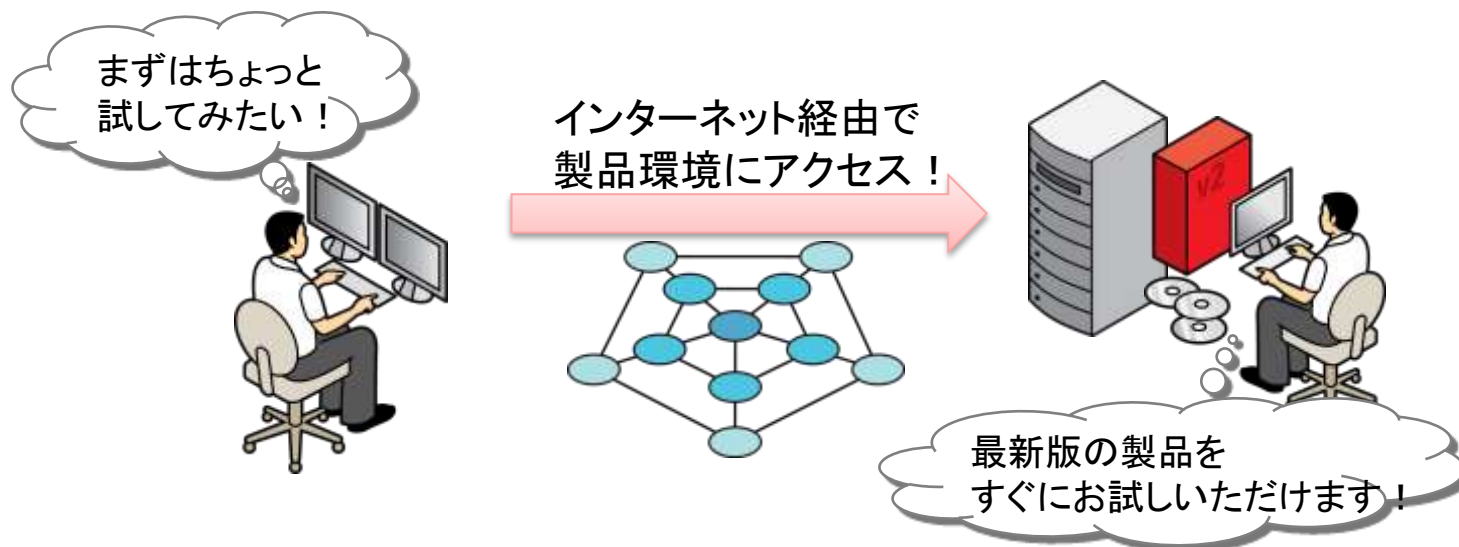 まずはちょっと
試してみたい！
インターネット経由で
製品環境にアクセス！
v2
最新版の製品を
すぐにお試しいただけます！